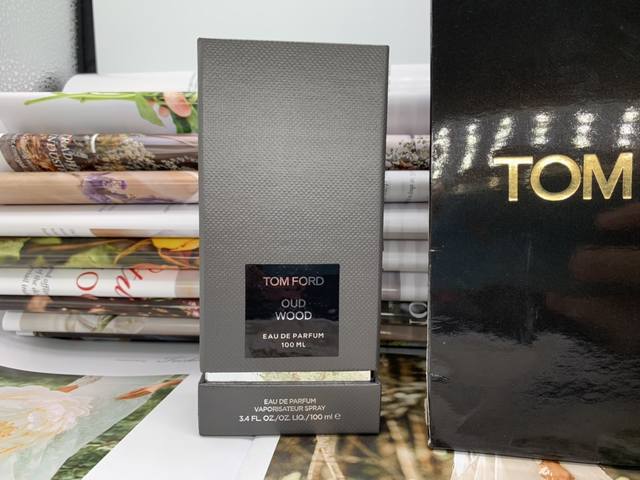 TOM FORD
OUD
WOOD
EAU DE PARFUM
100 ML
EAU DE PARFUM
VAPORISATEUR SPRAY
3.4 FL. OZ./OZ. LIQ./100 ml ℮
TOM